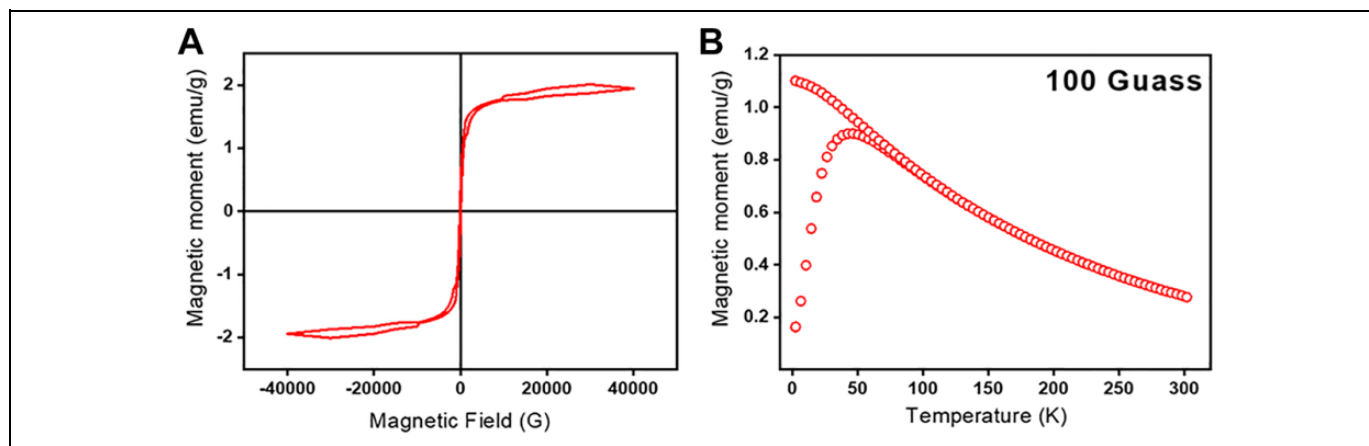 A
Magnetic moment (emu/g)
2
1
0
-1
-2
-40000 -20000 0 20000 40000
Magnetic Field (G)
B
100 Guass
Magnetic moment (emu/g)
1.2
1.0
0.8
0.6
0.4
0.2
0 50 100 150 200 250 300
Temperature (K)